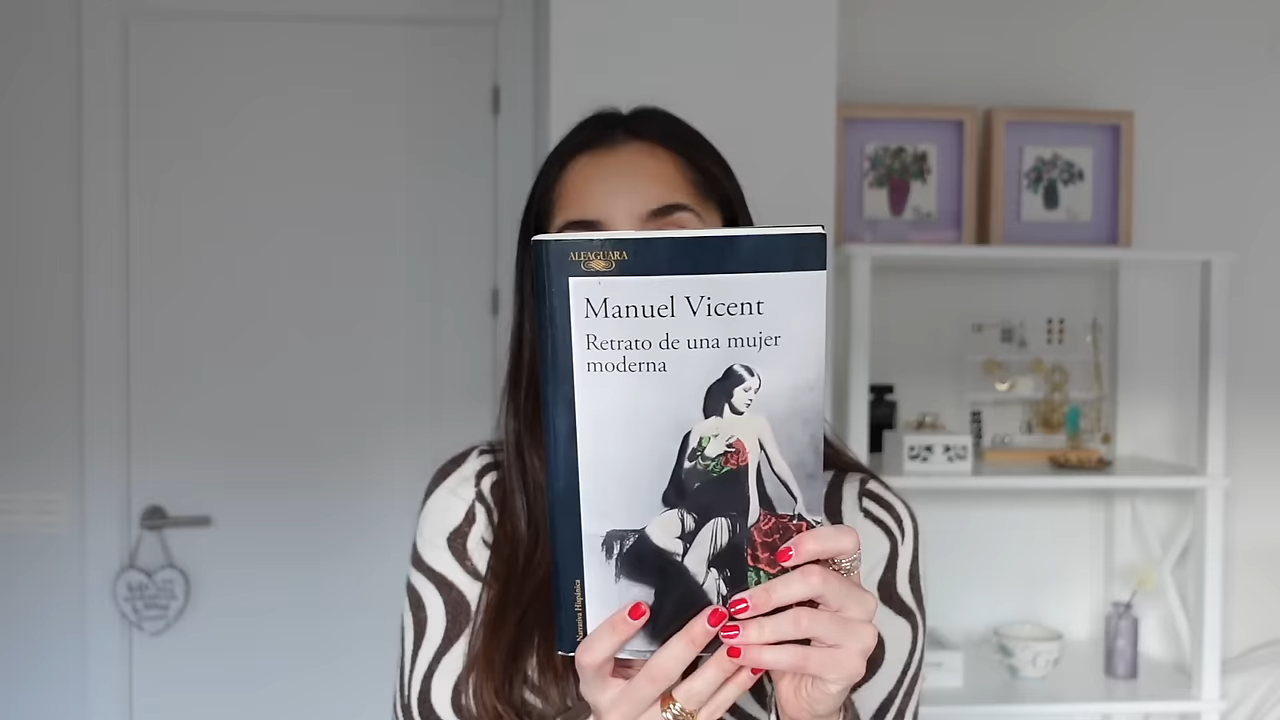 ALFAGUARA
Manuel Vicent
Retrato de una mujer
moderna
Narrativa Hispánica